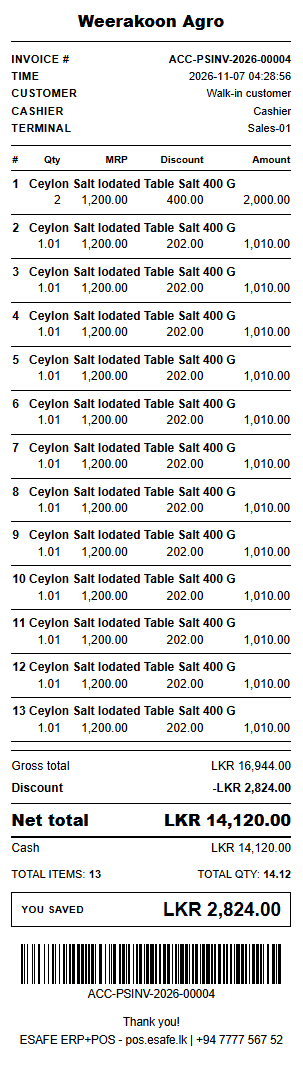 Weerakoon Agro
INVOICE # ACC-PSINV-2026-00004
TIME 2026-11-07 04:28:56
CUSTOMER Walk-in customer
CASHIER Cashier
TERMINAL Sales-01
# Qty MRP Discount Amount
1 Ceylon Salt Iodated Table Salt 400 G
2 1,200.00 400.00 2,000.00
2 Ceylon Salt Iodated Table Salt 400 G
1.01 1,200.00 202.00 1,010.00
3 Ceylon Salt Iodated Table Salt 400 G
1.01 1,200.00 202.00 1,010.00
4 Ceylon Salt Iodated Table Salt 400 G
1.01 1,200.00 202.00 1,010.00
5 Ceylon Salt Iodated Table Salt 400 G
1.01 1,200.00 202.00 1,010.00
6 Ceylon Salt Iodated Table Salt 400 G
1.01 1,200.00 202.00 1,010.00
7 Ceylon Salt Iodated Table Salt 400 G
1.01 1,200.00 202.00 1,010.00
8 Ceylon Salt Iodated Table Salt 400 G
1.01 1,200.00 202.00 1,010.00
9 Ceylon Salt Iodated Table Salt 400 G
1.01 1,200.00 202.00 1,010.00
10 Ceylon Salt Iodated Table Salt 400 G
1.01 1,200.00 202.00 1,010.00
11 Ceylon Salt Iodated Table Salt 400 G
1.01 1,200.00 202.00 1,010.00
12 Ceylon Salt Iodated Table Salt 400 G
1.01 1,200.00 202.00 1,010.00
13 Ceylon Salt Iodated Table Salt 400 G
1.01 1,200.00 202.00 1,010.00
Gross total LKR 16,944.00
Discount -LKR 2,824.00
Net total LKR 14,120.00
Cash LKR 14,120.00
TOTAL ITEMS: 13 TOTAL QTY: 14.12
YOU SAVED LKR 2,824.00
ACC-PSINV-2026-00004
Thank you!
ESAFE ERP+POS - pos.esafe.lk | +94 7777 567 52